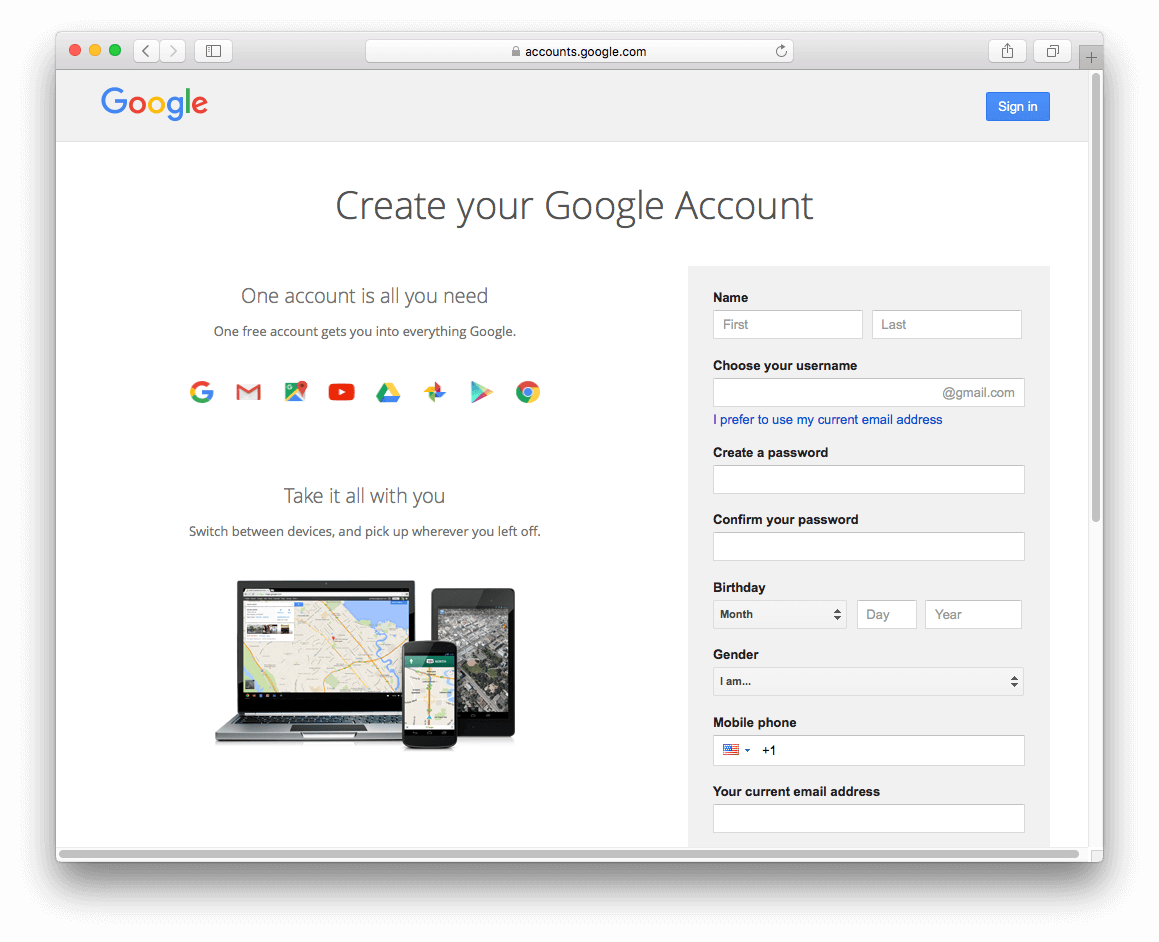 accounts.google.com
Google
Sign in
Create your Google Account
One account is all you need
One free account gets you into everything Google.
Take it all with you
Switch between devices, and pick up wherever you left off.
Name
First Last
Choose your username
@gmail.com
I prefer to use my current email address
Create a password
Confirm your password
Birthday
Month Day Year
Gender
I am...
Mobile phone
+1
Your current email address